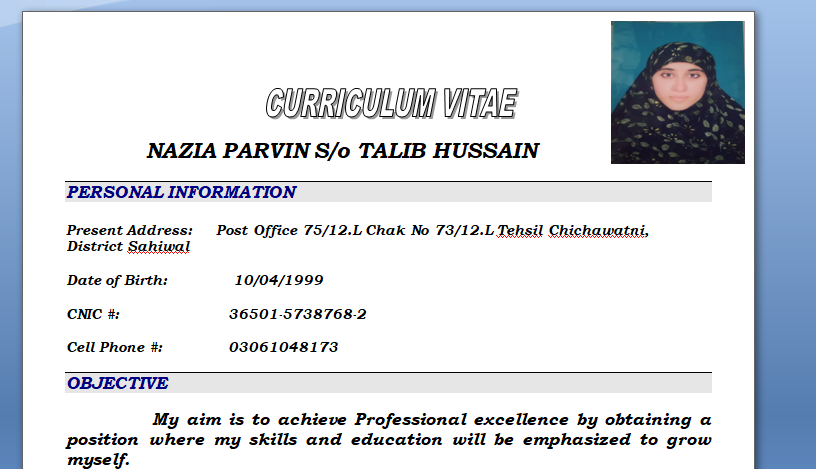 CURRICULUM VITAE
NAZIA PARVIN S/o TALIB HUSSAIN
PERSONAL INFORMATION
Present Address: Post Office 75/12.L Chak No 73/12.L Tehsil Chichawatni,
District Sahiwal
Date of Birth: 10/04/1999
CNIC #: 36501-5738768-2
Cell Phone #: 03061048173
OBJECTIVE
My aim is to achieve Professional excellence by obtaining a
position where my skills and education will be emphasized to grow
myself.